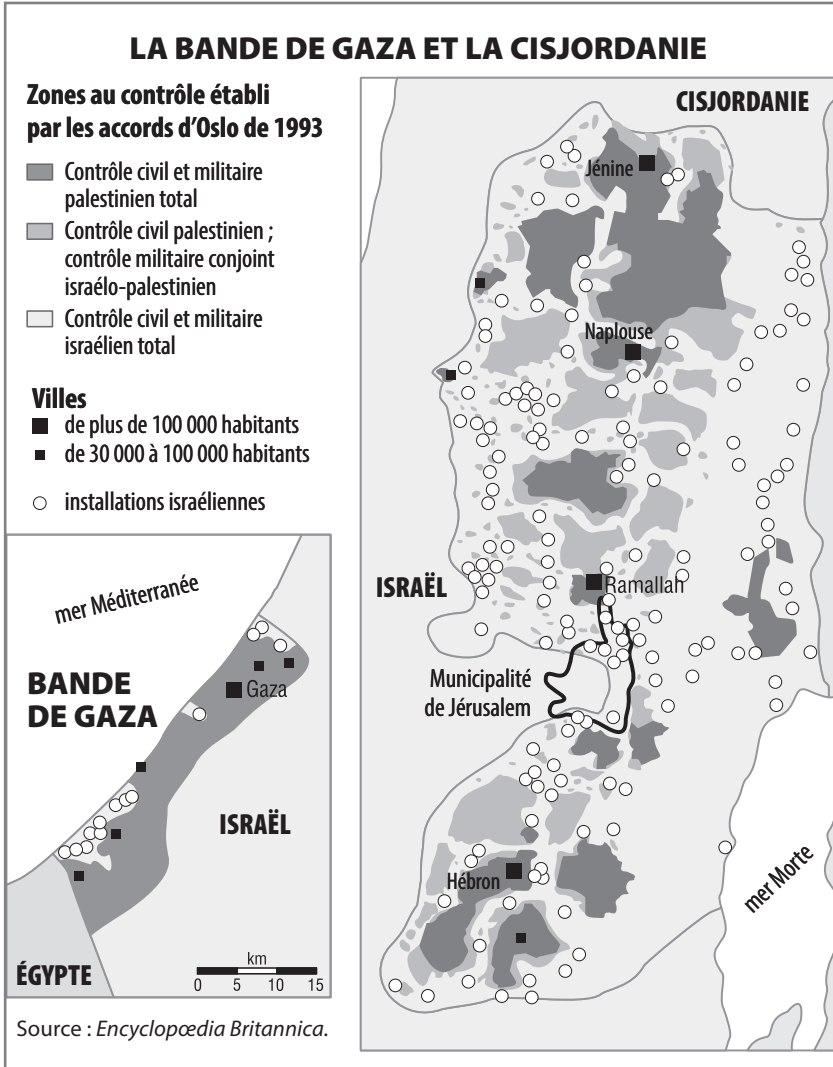 LA BANDE DE GAZA ET LA CISJORDANIE
Zones au contrôle établi
par les accords d'Oslo de 1993
Contrôle civil et militaire
palestinien total
Contrôle civil palestinien ;
contrôle militaire conjoint
israélo-palestinien
Contrôle civil et militaire
israélien total
Villes
de plus de 100 000 habitants
de 30 000 à 100 000 habitants
installations israéliennes
mer Méditerranée
BANDE
DE GAZA
Gaza
ISRAËL
ÉGYPTE
km
0 5 10 15
Source : Encyclopœdia Britannica.
CISJORDANIE
Jénine
Naplouse
ISRAËL
Ramallah
Municipalité
de Jérusalem
Hébron
mer Morte